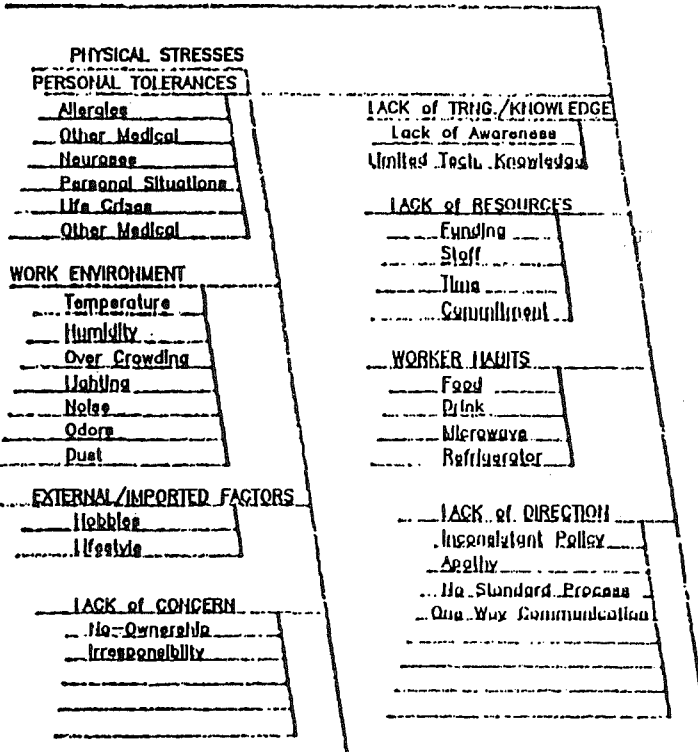 PHYSICAL STRESSES
PERSONAL TOLERANCES
Allergies
Other Medical
Neuroses
Personal Situations
Life Crises
Other Medical
WORK ENVIRONMENT
Temperature
Humidity
Over Crowding
Lighting
Noise
Odors
Dust
EXTERNAL/IMPORTED FACTORS
Hobbies
Lifestyle
LACK of CONCERN
No-Ownership
Irresponsiblity
LACK of TRNG./KNOWLEDGE
Lack of Awareness
Limited Tech. Knowledge
LACK of RESOURCES
Funding
Staff
Time
Commitment
WORKER HABITS
Food
Drink
Microwave
Refrigerator
LACK of DIRECTION
Inconsistant Policy
Apathy
No Standard Process
One Way Communication